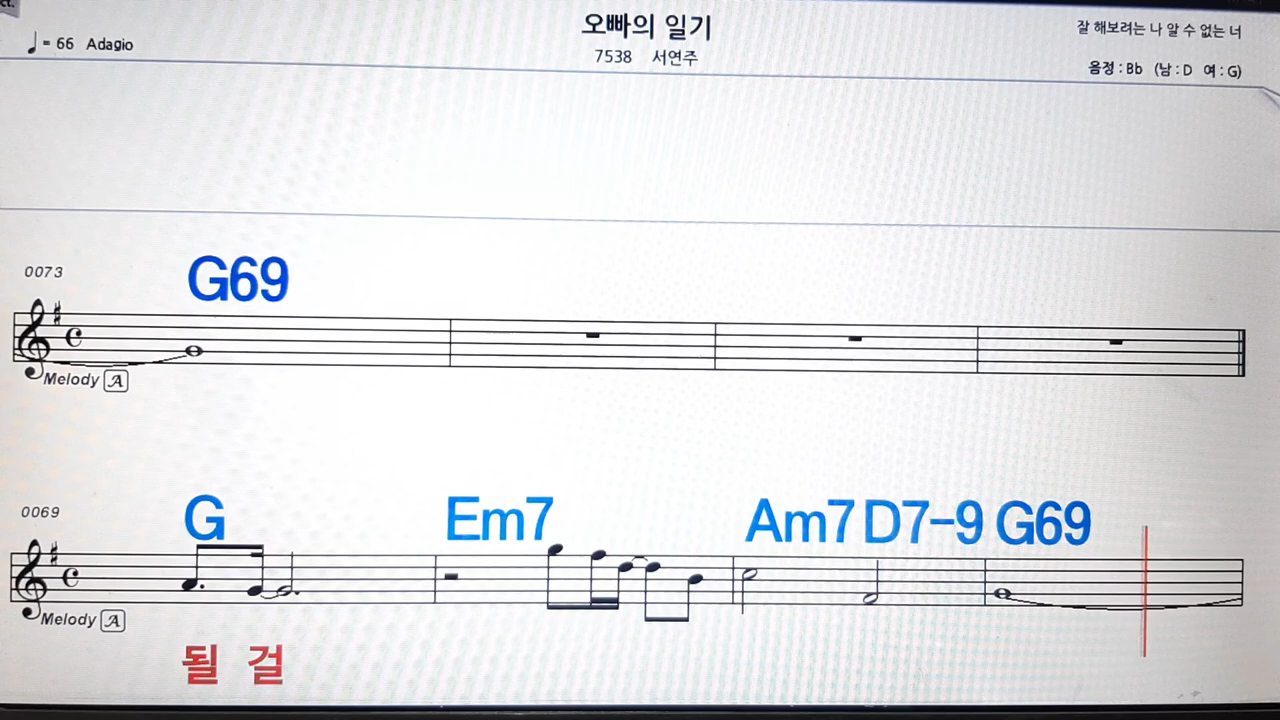 ct.
오빠의 일기
잘 해보려는 나 알 수 없는 너
= 66 Adagio
7538 서연주
음정 : Bb (남 : D 여 : G)
0073
G69
Melody A
0069
G Em7 Am7 D7-9 G69
Melody A
될 걸